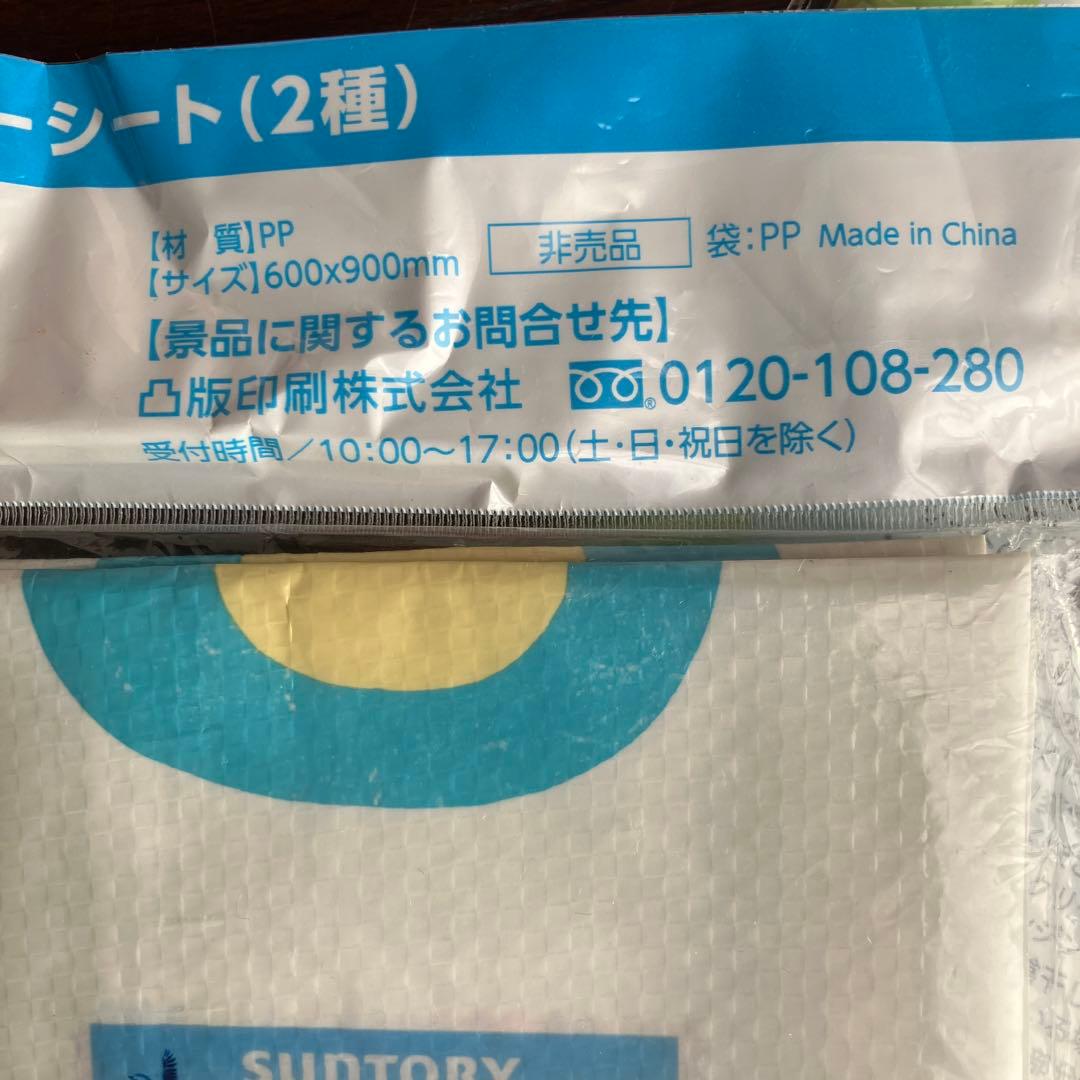 ーシート(2種)
【材 質】PP
【サイズ】600x900mm
非売品
袋:PP Made in China
【景品に関するお問合せ先】
凸版印刷株式会社 0120-108-280
受付時間/10:00～17:00(土・日・祝日を除く)
SUNTORY